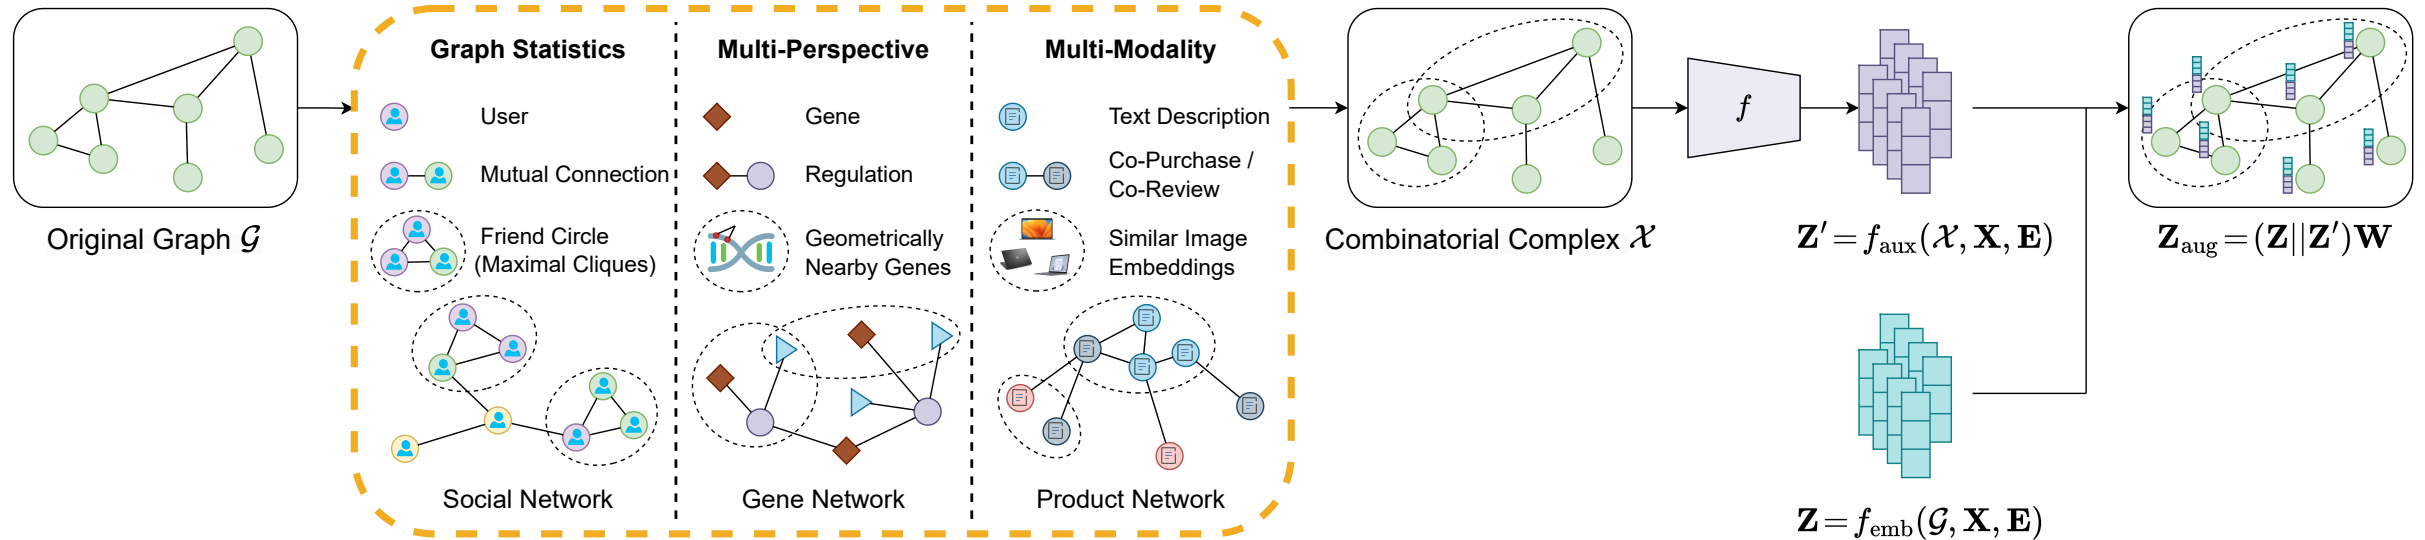 Original Graph 𝒢
Graph Statistics
User
Mutual Connection
Friend Circle
(Maximal Cliques)
Social Network
Multi-Perspective
Gene
Regulation
Geometrically
Nearby Genes
Gene Network
Multi-Modality
Text Description
Co-Purchase /
Co-Review
Similar Image
Embeddings
Product Network
Combinatorial Complex 𝒳
f
Z′ = f_aux(𝒳, X, E)
Z = f_emb(𝒢, X, E)
Z_aug = (Z||Z′)W